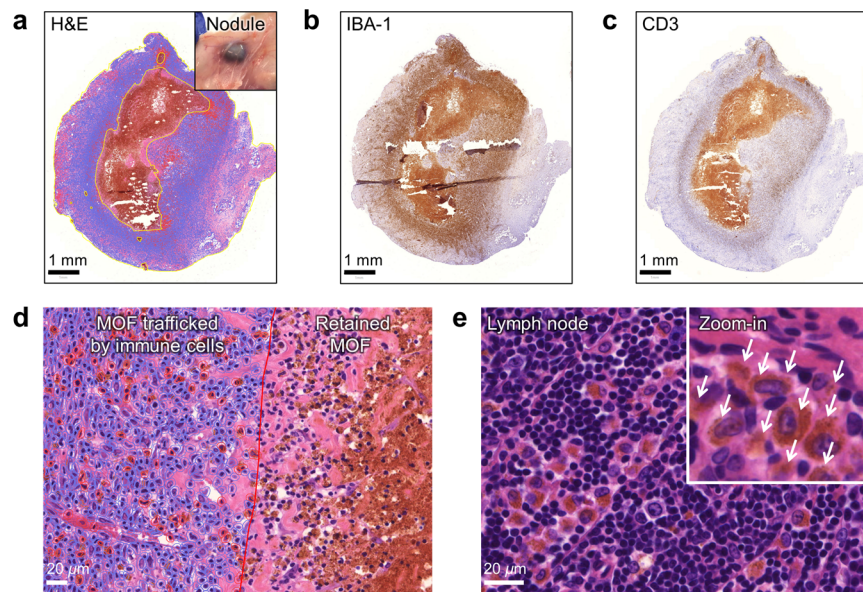 a
H&E
Nodule
1 mm
b
IBA-1
1 mm
c
CD3
1 mm
d
MOF trafficked
by immune cells
Retained
MOF
20 µm
e
Lymph node
Zoom-in
20 µm